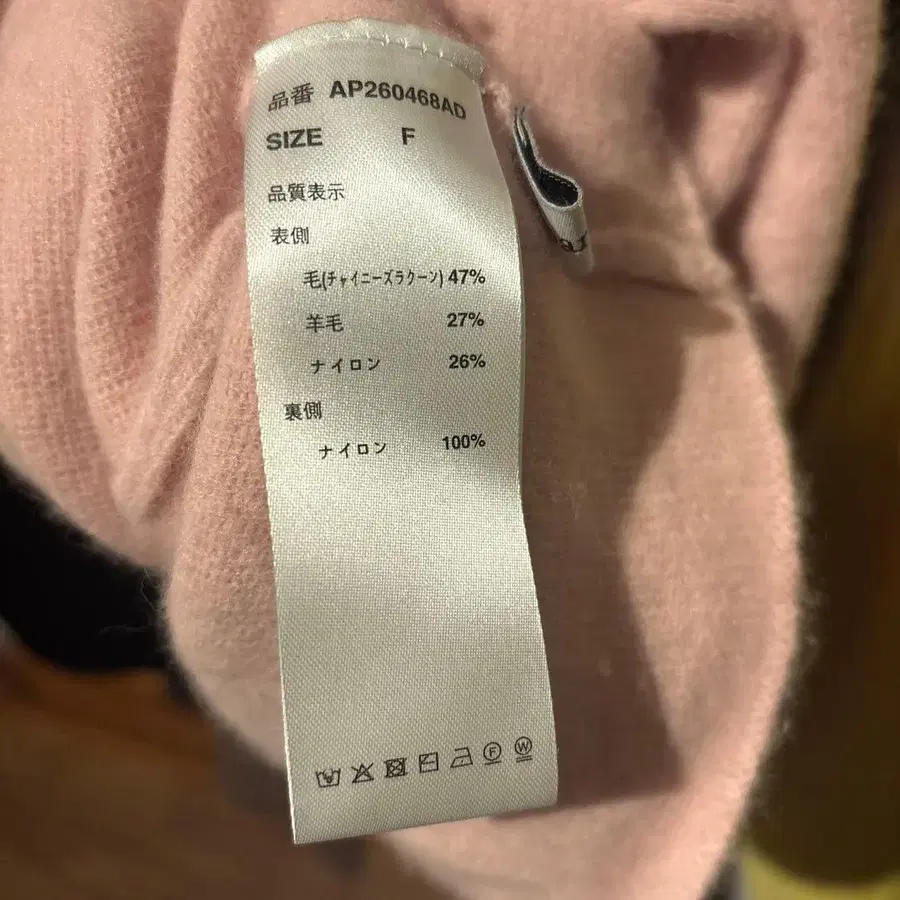 品番 AP260468AD
SIZE F
品質表示
表側
毛(チャイニーズラクーン) 47%
羊毛 27%
ナイロン 26%
裏側
ナイロン 100%
F W